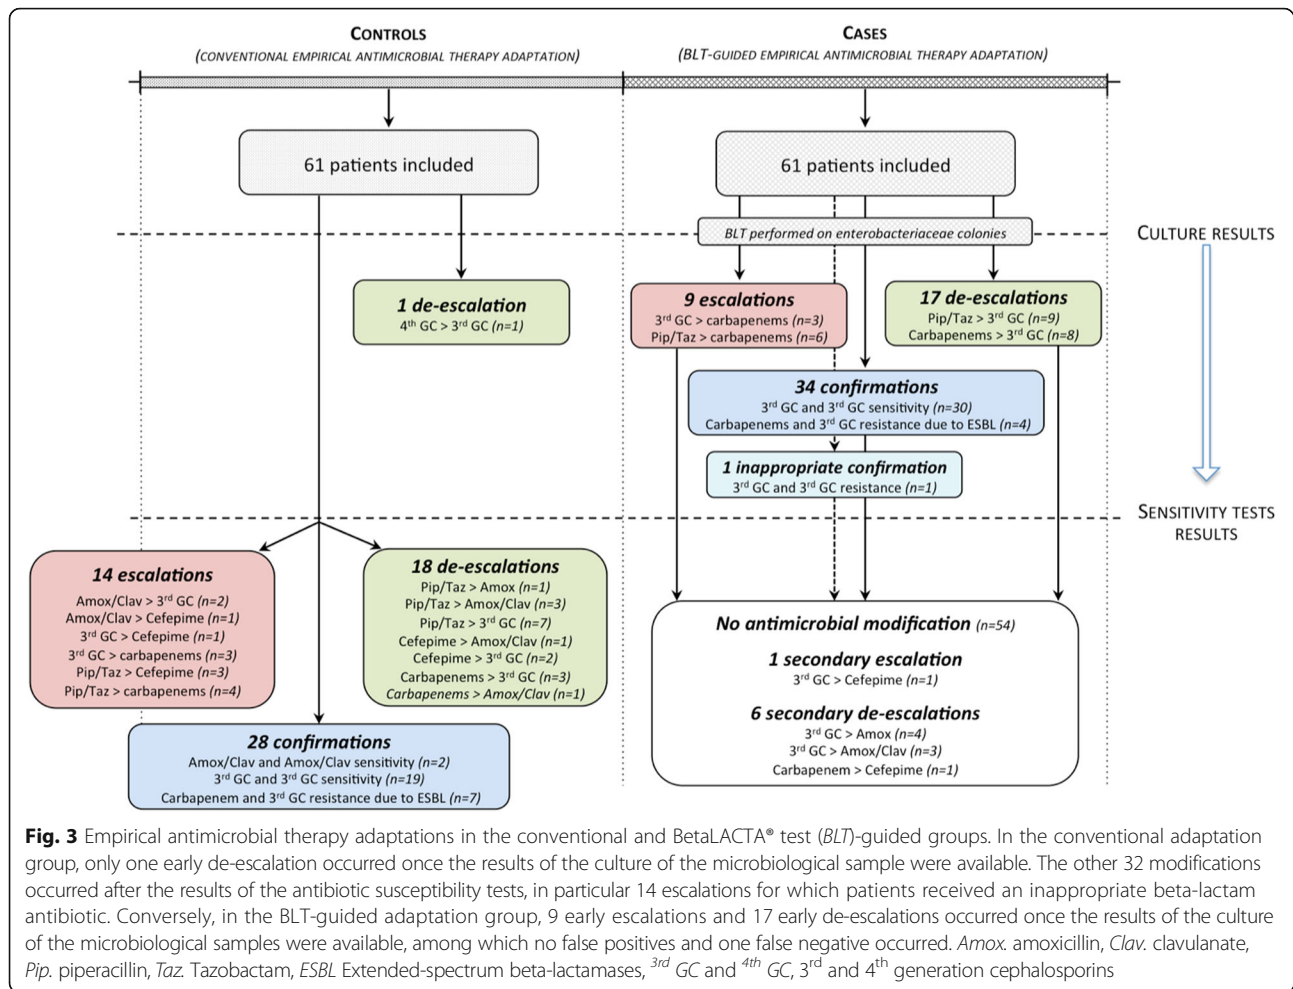 CONTROLS
(CONVENTIONAL EMPIRICAL ANTIMICROBIAL THERAPY ADAPTATION)
CASES
(BLT-GUIDED EMPIRICAL ANTIMICROBIAL THERAPY ADAPTATION)
61 patients included
61 patients included
BLT performed on enterobacteriaceae colonies
CULTURE RESULTS
1 de-escalation
4th GC > 3rd GC (n=1)
9 escalations
3rd GC > carbapenems (n=3)
Pip/Taz > carbapenems (n=6)
17 de-escalations
Pip/Taz > 3rd GC (n=9)
Carbapenems > 3rd GC (n=8)
34 confirmations
3rd GC and 3rd GC sensitivity (n=30)
Carbapenems and 3rd GC resistance due to ESBL (n=4)
1 inappropriate confirmation
3rd GC and 3rd GC resistance (n=1)
SENSITIVITY TESTS
RESULTS
14 escalations
Amox/Clav > 3rd GC (n=2)
Amox/Clav > Cefepime (n=1)
3rd GC > Cefepime (n=1)
3rd GC > carbapenems (n=3)
Pip/Taz > Cefepime (n=3)
Pip/Taz > carbapenems (n=4)
18 de-escalations
Pip/Taz > Amox (n=1)
Pip/Taz > Amox/Clav (n=3)
Pip/Taz > 3rd GC (n=7)
Cefepime > Amox/Clav (n=1)
Cefepime > 3rd GC (n=2)
Carbapenems > 3rd GC (n=3)
Carbapenems > Amox/Clav (n=1)
28 confirmations
Amox/Clav and Amox/Clav sensitivity (n=2)
3rd GC and 3rd GC sensitivity (n=19)
Carbapenem and 3rd GC resistance due to ESBL (n=7)
No antimicrobial modification (n=54)
1 secondary escalation
3rd GC > Cefepime (n=1)
6 secondary de-escalations
3rd GC > Amox (n=4)
3rd GC > Amox/Clav (n=3)
Carbapenem > Cefepime (n=1)
Fig. 3 Empirical antimicrobial therapy adaptations in the conventional and BetaLACTA® test (BLT)-guided groups. In the conventional adaptation
group, only one early de-escalation occurred once the results of the culture of the microbiological sample were available. The other 32 modifications
occurred after the results of the antibiotic susceptibility tests, in particular 14 escalations for which patients received an inappropriate beta-lactam
antibiotic. Conversely, in the BLT-guided adaptation group, 9 early escalations and 17 early de-escalations occurred once the results of the culture
of the microbiological samples were available, among which no false positives and one false negative occurred. Amox. amoxicillin, Clav. clavulanate,
Pip. piperacillin, Taz. Tazobactam, ESBL Extended-spectrum beta-lactamases, 3rd GC and 4th GC, 3rd and 4th generation cephalosporins